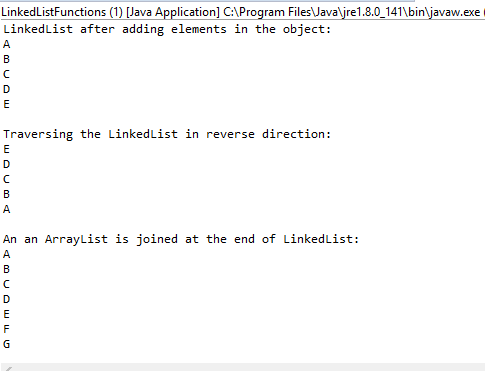 LinkedListFunctions (1) [Java Application] C:\Program Files\Java\jre1.8.0_141\bin\javaw.exe (
LinkedList after adding elements in the object:
A
B
C
D
E
Traversing the LinkedList in reverse direction:
E
D
C
B
A
An an ArrayList is joined at the end of LinkedList:
A
B
C
D
E
F
G